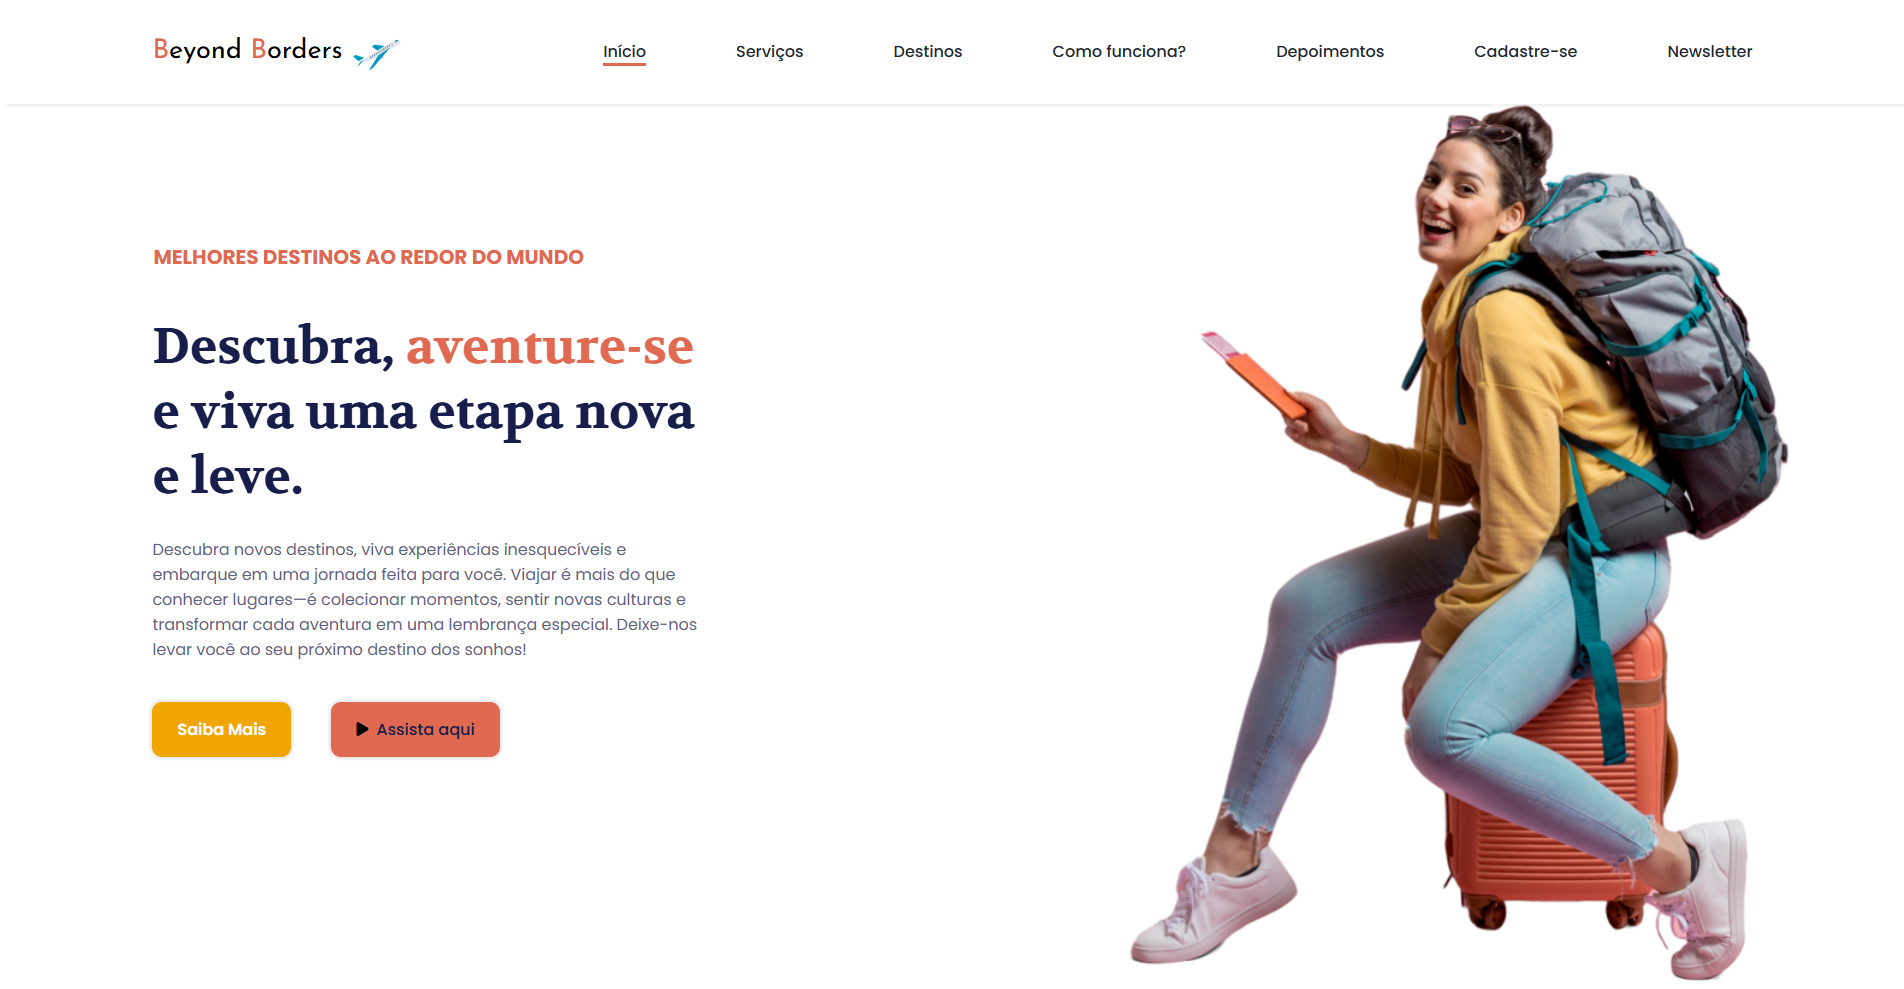 Beyond Borders
Início
Serviços
Destinos
Como funciona?
Depoimentos
Cadastre-se
Newsletter
MELHORES DESTINOS AO REDOR DO MUNDO
Descubra, aventure-se
e viva uma etapa nova
e leve.
Descubra novos destinos, viva experiências inesquecíveis e
embarque em uma jornada feita para você. Viajar é mais do que
conhecer lugares—é colecionar momentos, sentir novas culturas e
transformar cada aventura em uma lembrança especial. Deixe-nos
levar você ao seu próximo destino dos sonhos!
Saiba Mais
Assista aqui